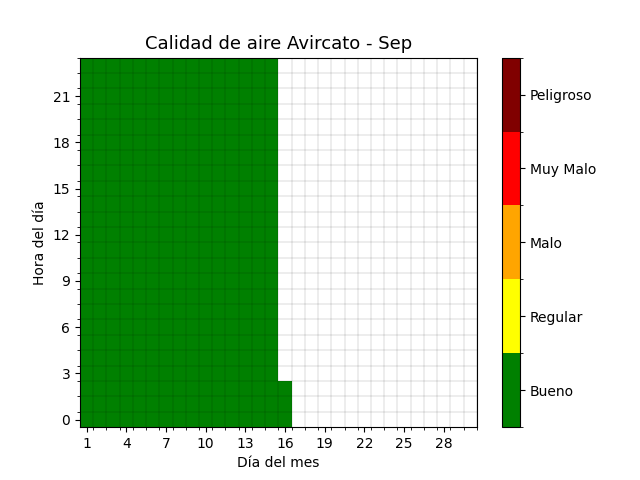 Calidad de aire Avircato - Sep
Hora del día
21
18
15
12
9
6
3
0
1 4 7 10 13 16 19 22 25 28
Día del mes
Peligroso
Muy Malo
Malo
Regular
Bueno